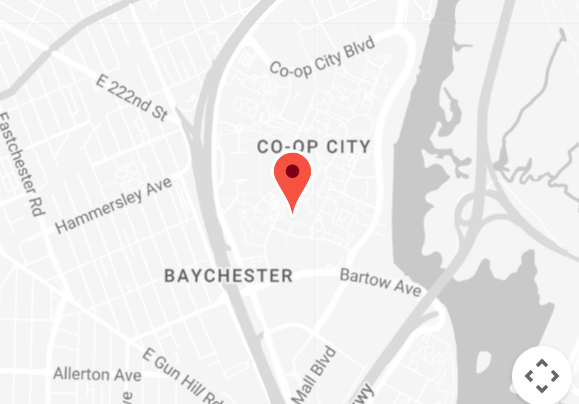 Co-op City Blvd
E 222nd St
Eastchester Rd
CO-OP CITY
Hammersley Ave
BAYCHESTER
Bartow Ave
Allerton Ave
E Gun Hill Rd
Mall Blvd